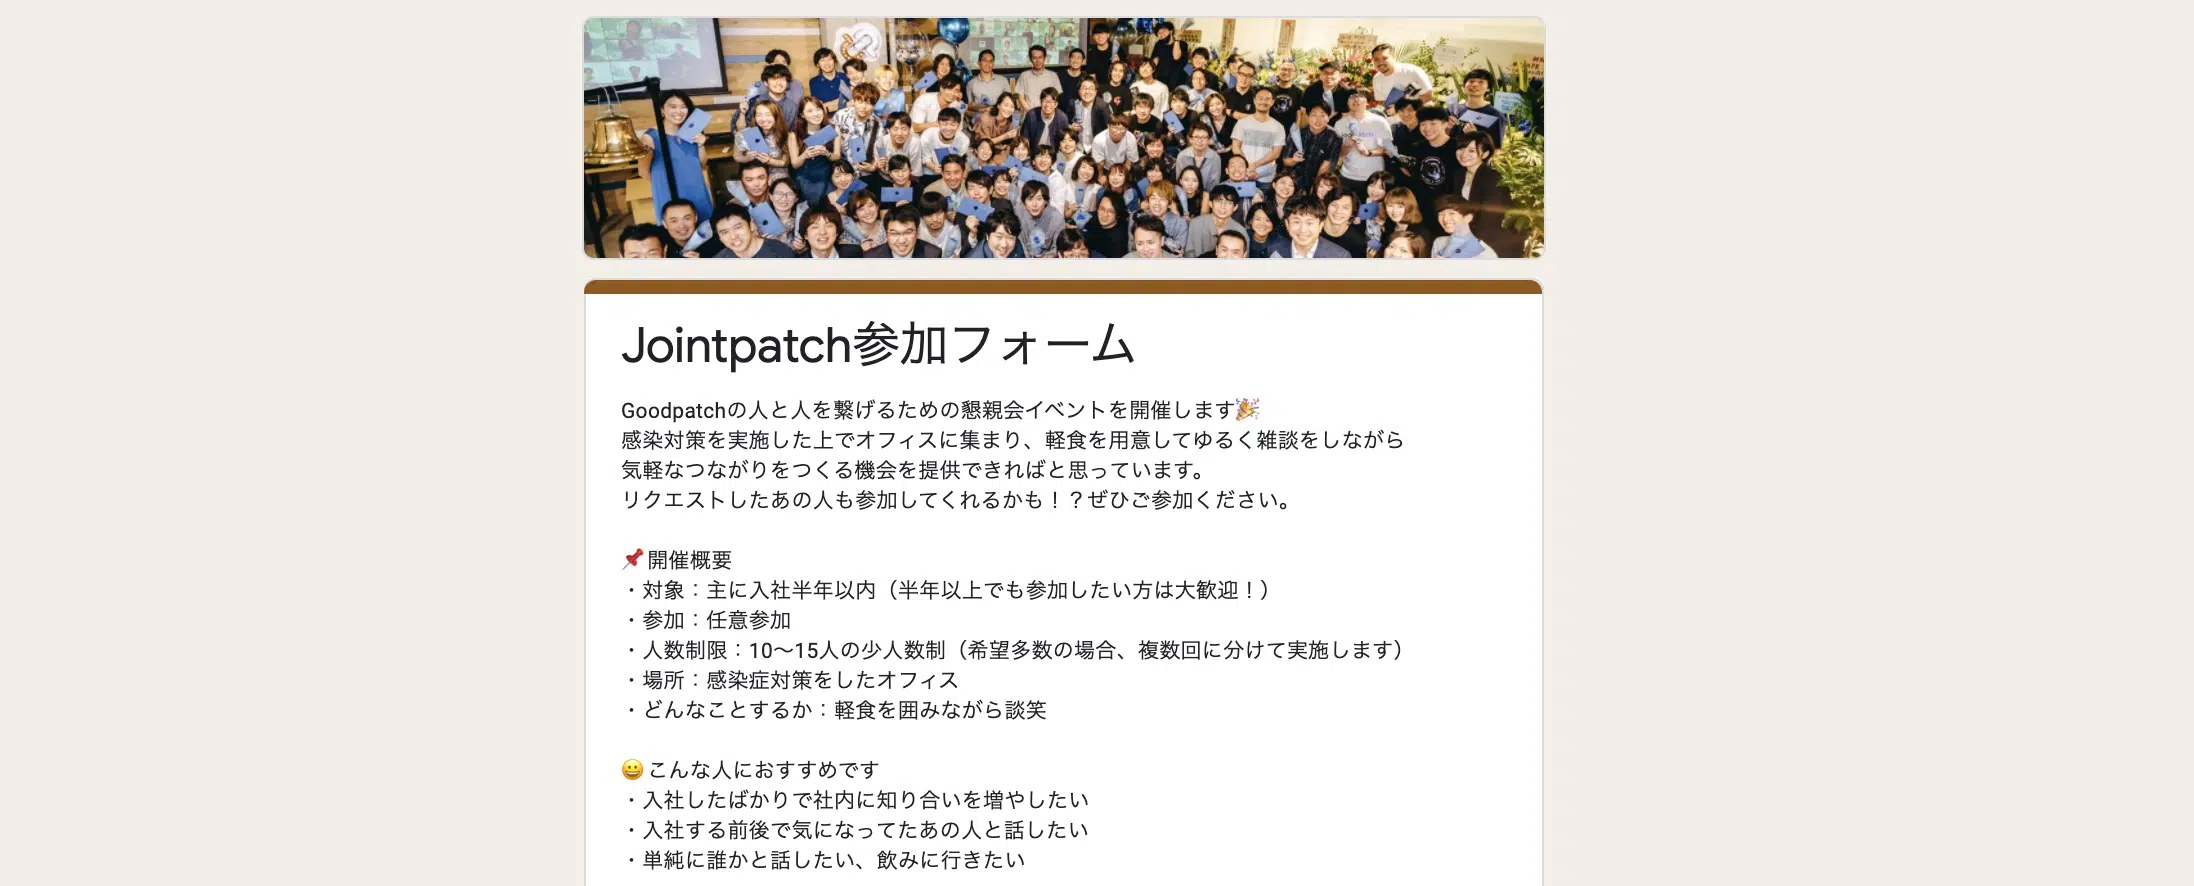 Jointpatch参加フォーム
Goodpatchの人と人を繋げるための懇親会イベントを開催します🎉
感染対策を実施した上でオフィスに集まり、軽食を用意してゆるく雑談をしながら
気軽なつながりをつくる機会を提供できればと思っています。
リクエストしたあの人も参加してくれるかも！？ぜひご参加ください。
📌開催概要
・対象：主に入社半年以内（半年以上でも参加したい方は大歓迎！）
・参加：任意参加
・人数制限：10〜15人の少人数制（希望多数の場合、複数回に分けて実施します）
・場所：感染症対策をしたオフィス
・どんなことするか：軽食を囲みながら談笑
😀こんな人におすすめです
・入社したばかりで社内に知り合いを増やしたい
・入社する前後で気になってたあの人と話したい
・単純に誰かと話したい、飲みに行きたい